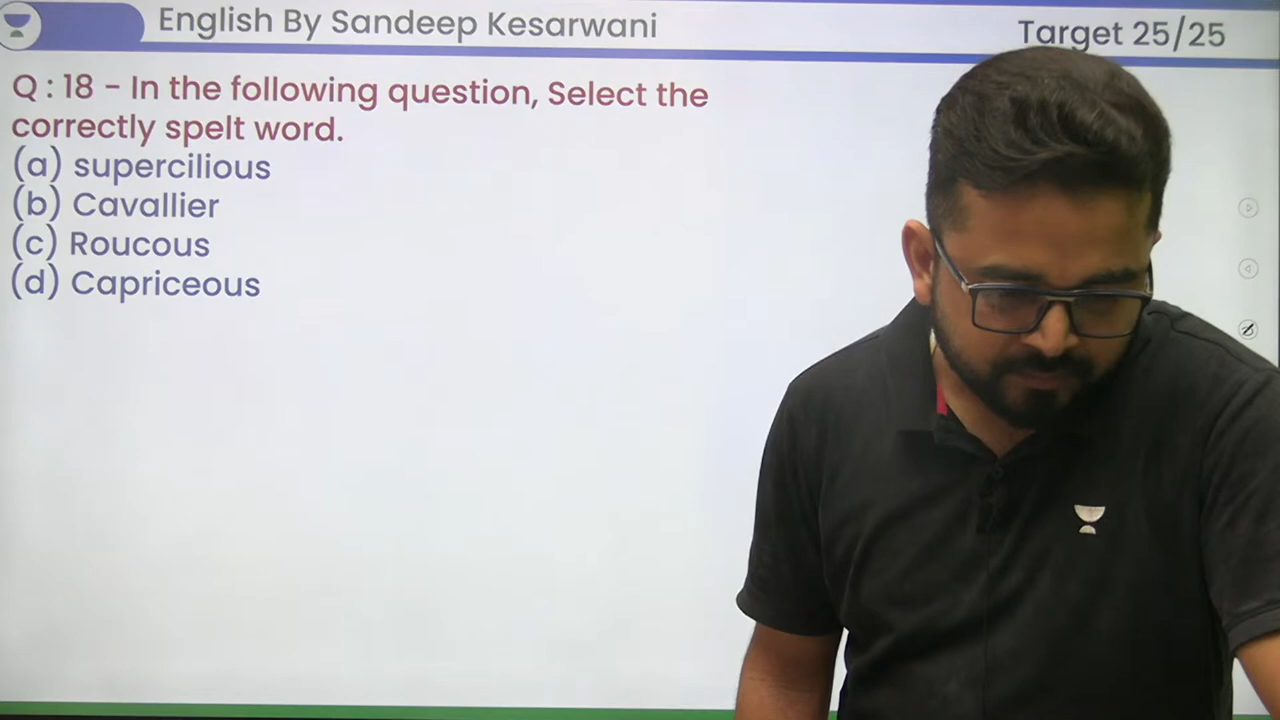 English By Sandeep Kesarwani
Target 25/25
Q : 18 - In the following question, Select the
correctly spelt word.
(a) supercilious
(b) Cavallier
(c) Roucous
(d) Capriceous